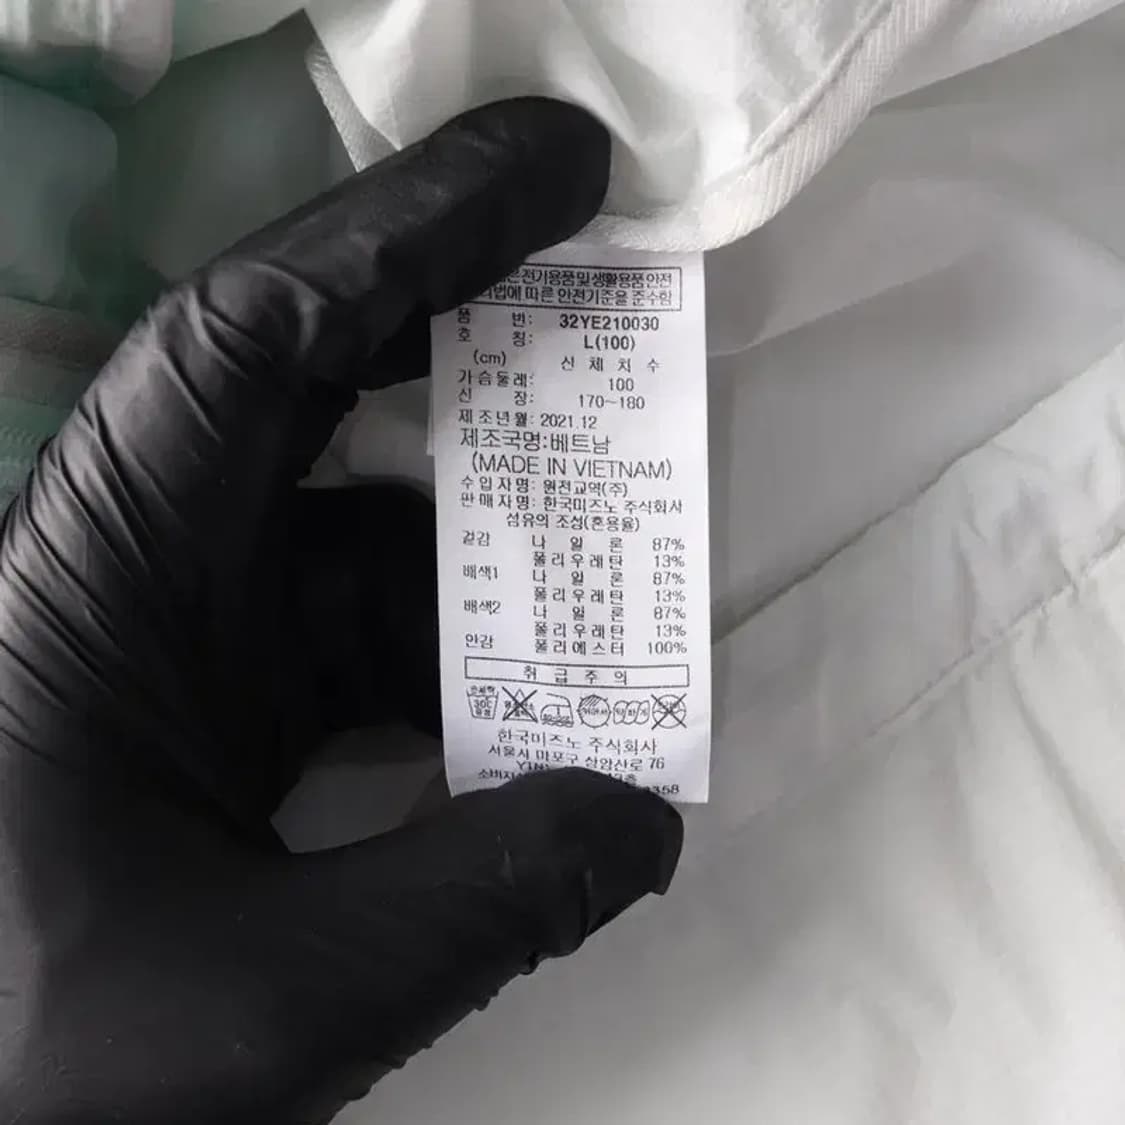 전기용품 및 생활용품 안전
법에 따른 안전기준을 준수함
품 번: 32YE210030
호 칭: L(100)
(cm) 신 체 치 수
가슴둘레: 100
신 장: 170~180
제조년월: 2021.12
제조국명:베트남
(MADE IN VIETNAM)
수입자명: 원전교역(주)
판매자명: 한국미즈노 주식회사
섬유의 조성(혼용율)
겉감 나 일 론 87%
폴리우레탄 13%
배색1 나 일 론 87%
폴리우레탄 13%
배색2 나 일 론 87%
폴리우레탄 13%
안감 폴리에스터 100%
취 급 주 의
한국미즈노 주식회사
서울시 마포구 상암산로 76